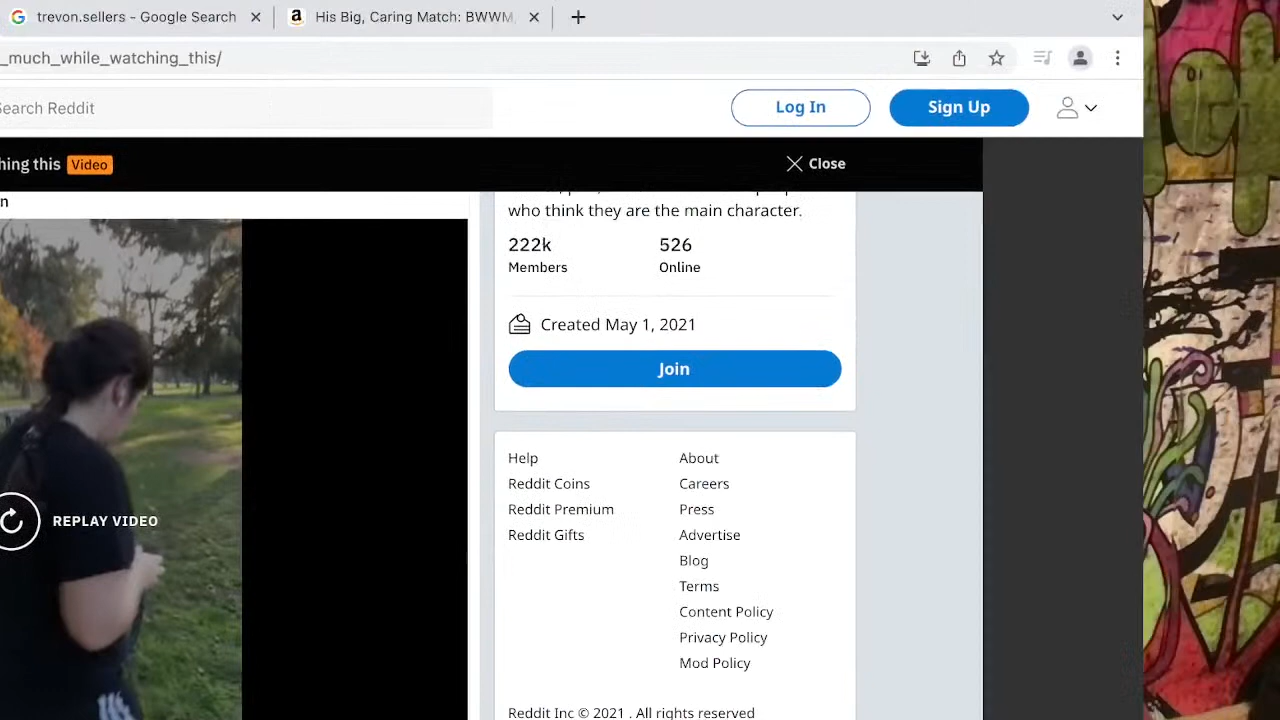 trevon.sellers - Google Search
His Big, Caring Match: BWWM,
_much_while_watching_this/
Search Reddit
Log In
Sign Up
hing this
Video
Close
n
who think they are the main character.
222k
526
Members
Online
Created May 1, 2021
Join
REPLAY VIDEO
Help
About
Reddit Coins
Careers
Reddit Premium
Press
Reddit Gifts
Advertise
Blog
Terms
Content Policy
Privacy Policy
Mod Policy
Reddit Inc © 2021 . All rights reserved